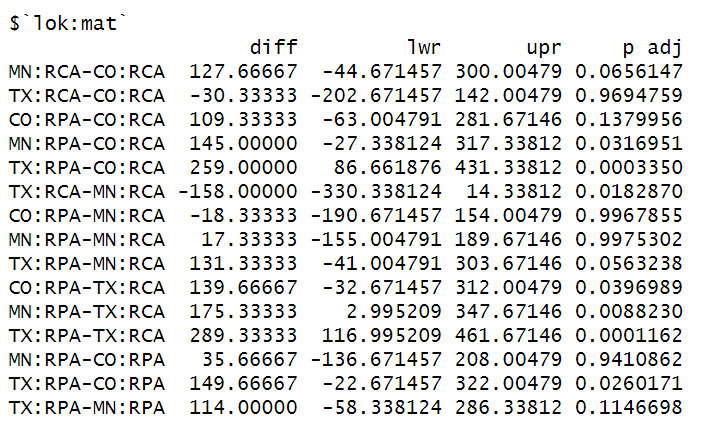 $`lok:mat`
diff lwr upr p adj
MN:RCA-CO:RCA 127.66667 -44.671457 300.00479 0.0656147
TX:RCA-CO:RCA -30.33333 -202.671457 142.00479 0.9694759
CO:RPA-CO:RCA 109.33333 -63.004791 281.67146 0.1379956
MN:RPA-CO:RCA 145.00000 -27.338124 317.33812 0.0316951
TX:RPA-CO:RCA 259.00000 86.661876 431.33812 0.0003350
TX:RCA-MN:RCA -158.00000 -330.338124 14.33812 0.0182870
CO:RPA-MN:RCA -18.33333 -190.671457 154.00479 0.9967855
MN:RPA-MN:RCA 17.33333 -155.004791 189.67146 0.9975302
TX:RPA-MN:RCA 131.33333 -41.004791 303.67146 0.0563238
CO:RPA-TX:RCA 139.66667 -32.671457 312.00479 0.0396989
MN:RPA-TX:RCA 175.33333 2.995209 347.67146 0.0088230
TX:RPA-TX:RCA 289.33333 116.995209 461.67146 0.0001162
MN:RPA-CO:RPA 35.66667 -136.671457 208.00479 0.9410862
TX:RPA-CO:RPA 149.66667 -22.671457 322.00479 0.0260171
TX:RPA-MN:RPA 114.00000 -58.338124 286.33812 0.1146698